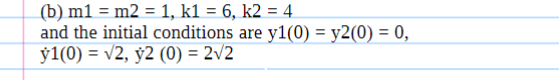 (b) m1 = m2 = 1, k1 = 6, k2 = 4
and the initial conditions are y1(0) = y2(0) = 0,
ẏ1(0) = √2, ẏ2 (0) = 2√2